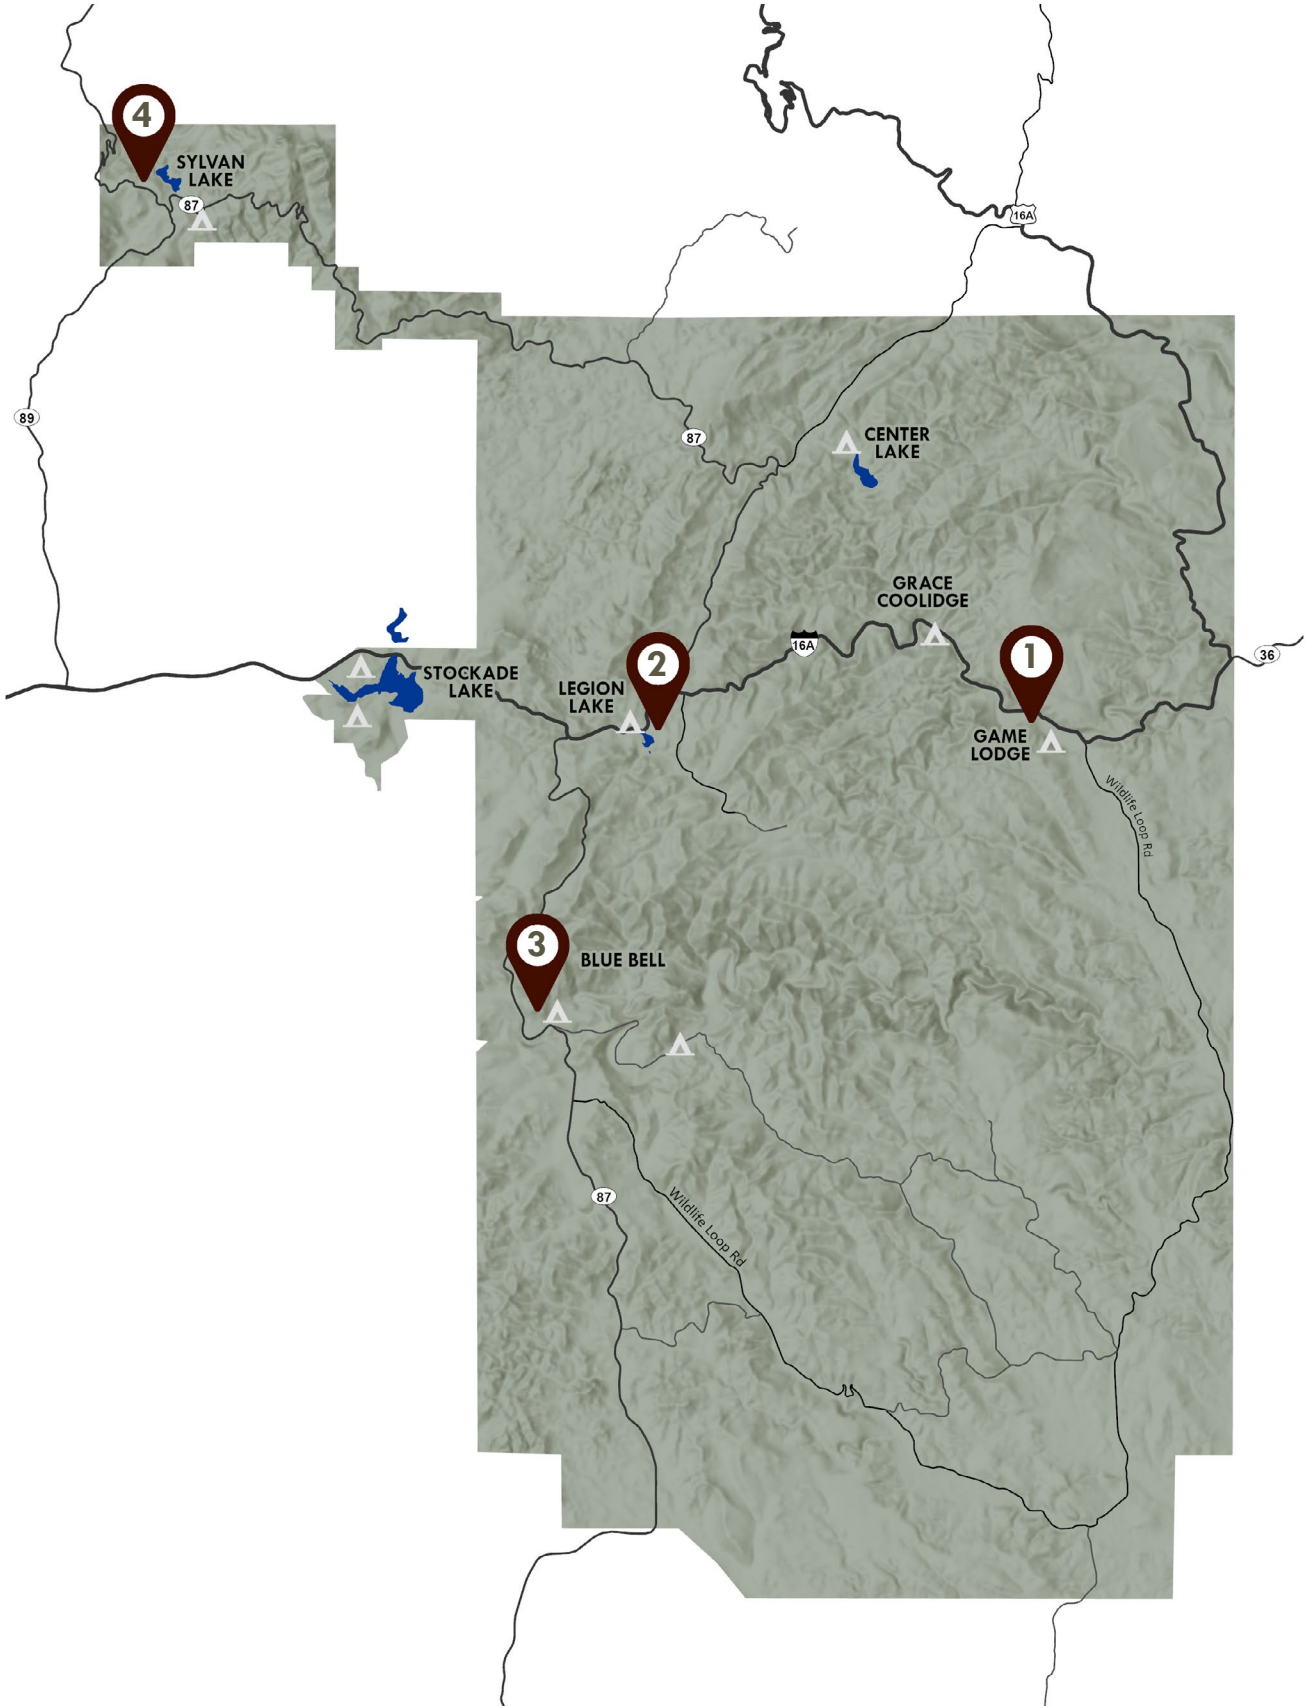 4
SYLVAN
LAKE
87
16A
89
87
CENTER
LAKE
GRACE
COOLIDGE
16A
1
36
2
STOCKADE
LAKE
LEGION
LAKE
GAME
LODGE
Wildlife Loop Rd
3
BLUE BELL
87
Wildlife Loop Rd